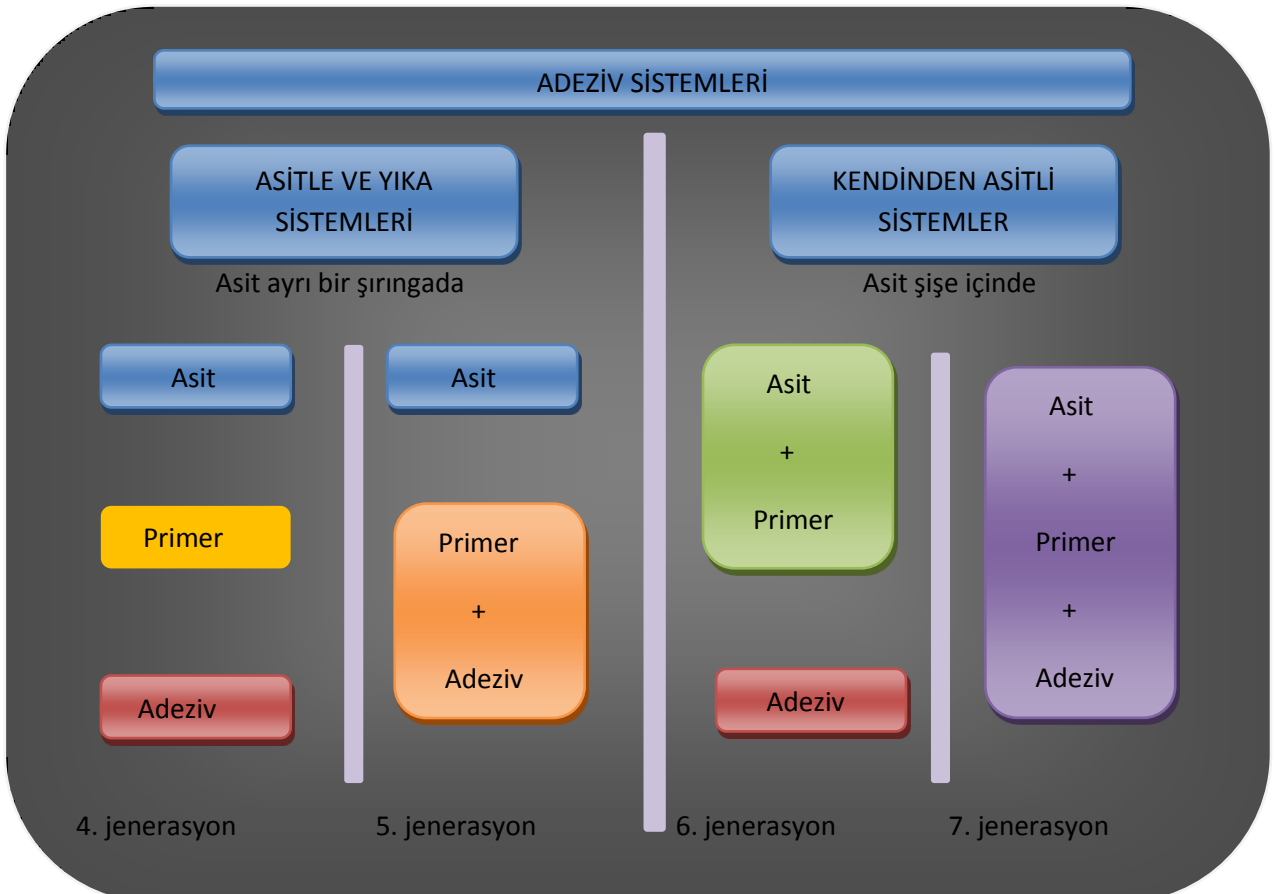 ADEZİV SİSTEMLERİ
ASİTLE VE YIKA
SİSTEMLERİ
Asit ayrı bir şırıngada
Asit
Primer
Adeziv
4. jenerasyon
Asit
Primer
+
Adeziv
5. jenerasyon
KENDİNDEN ASİTLİ
SİSTEMLER
Asit şişe içinde
Asit
+
Primer
Adeziv
6. jenerasyon
Asit
+
Primer
+
Adeziv
7. jenerasyon